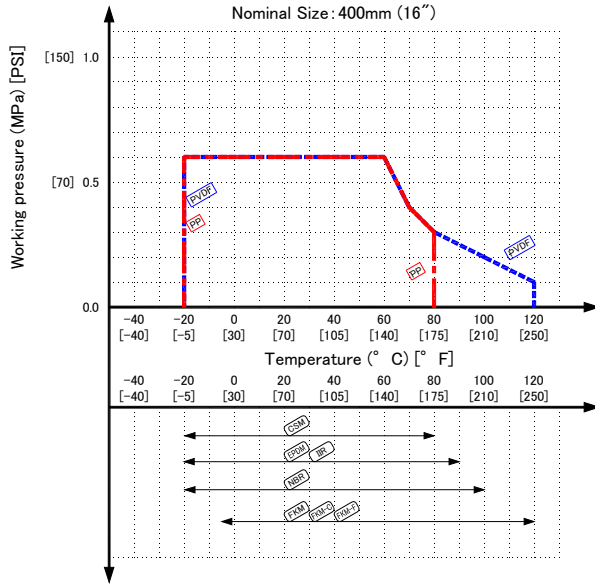 Nominal Size: 400mm (16″)
Working pressure (MPa) [PSI]
[150] 1.0
[70] 0.5
0.0
PVDF
PP
PVDF
PP
-40 -20 0 20 40 60 80 100 120
[-40] [-5] [30] [70] [105] [140] [175] [210] [250]
Temperature (° C) [° F]
-40 -20 0 20 40 60 80 100 120
[-40] [-5] [30] [70] [105] [140] [175] [210] [250]
CSM
EPDM IIR
NBR
FKM FKM-C FKM-F